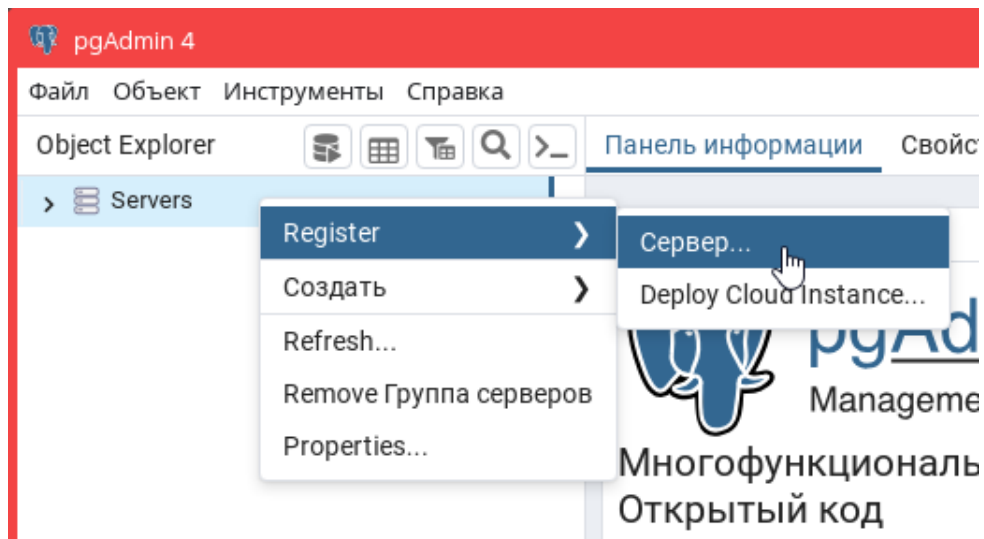 pgAdmin 4
Файл Объект Инструменты Справка
Object Explorer
Панель информации
Servers
Register
Сервер...
Создать
Deploy Cloud Instance...
Refresh...
Remove Группа серверов
Properties...
Многофункциональ
Открытый код